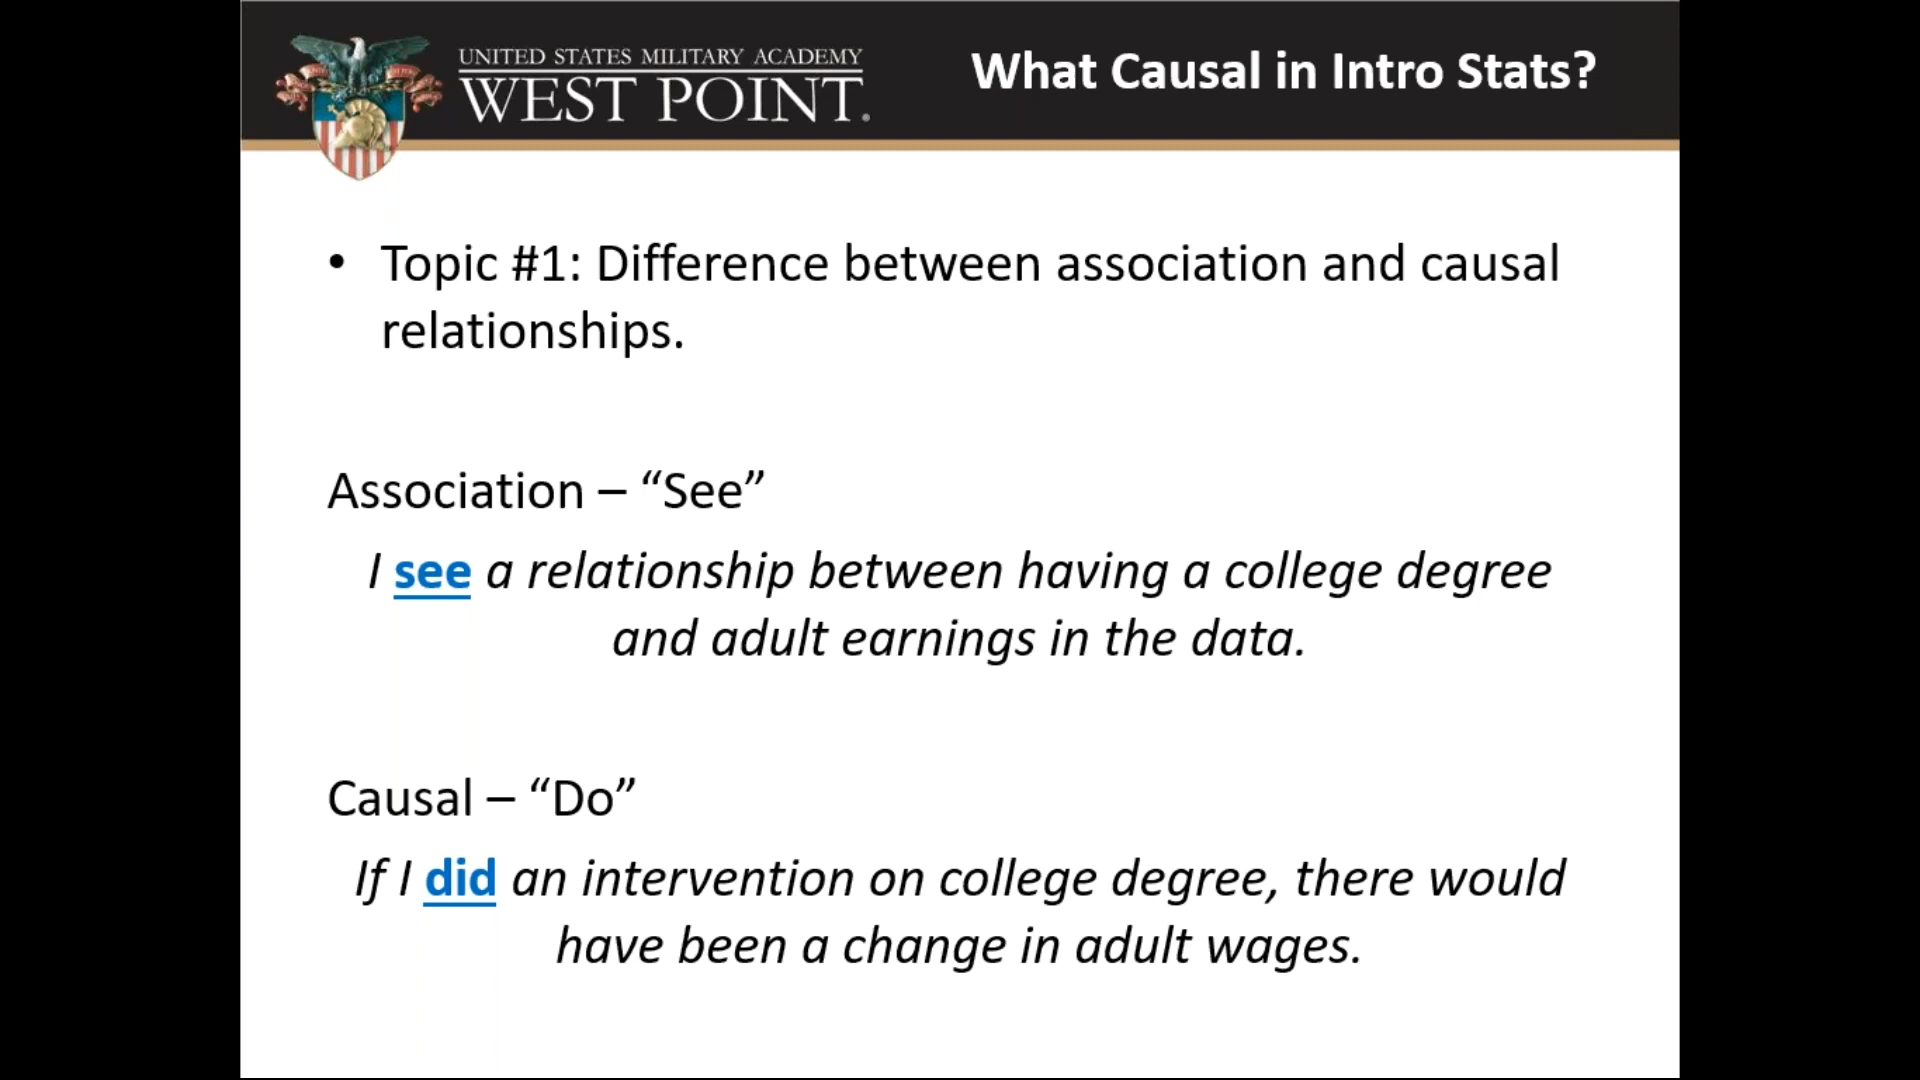 UNITED STATES MILITARY ACADEMY
WEST POINT.
What Causal in Intro Stats?
• Topic #1: Difference between association and causal
relationships.
Association – “See”
I see a relationship between having a college degree
and adult earnings in the data.
Causal – “Do”
If I did an intervention on college degree, there would
have been a change in adult wages.